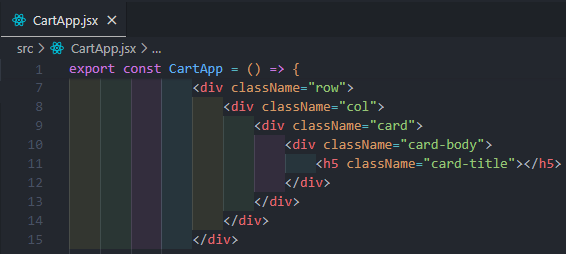 CartApp.jsx ×
src > CartApp.jsx > ...
1 export const CartApp = () => {
7 <div className="row">
8 <div className="col">
9 <div className="card">
10 <div className="card-body">
11 <h5 className="card-title"></h5>
12 </div>
13 </div>
14 </div>
15 </div>